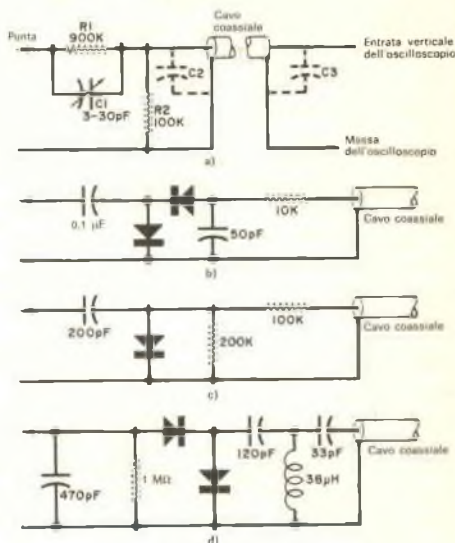 Cavo
coassiale
Punta
R1
900K
C1
3-30pF
R2
100K
C2
C3
Entrata verticale
dell'oscilloscopio
Massa
dell'oscilloscopio
a)
0,1 µF
50pF
10K
Cavo coassiale
b)
200pF
200K
100K
Cavo coassiale
c)
470pF
1 MΩ
120pF
36µH
33pF
Cavo coassiale
d)